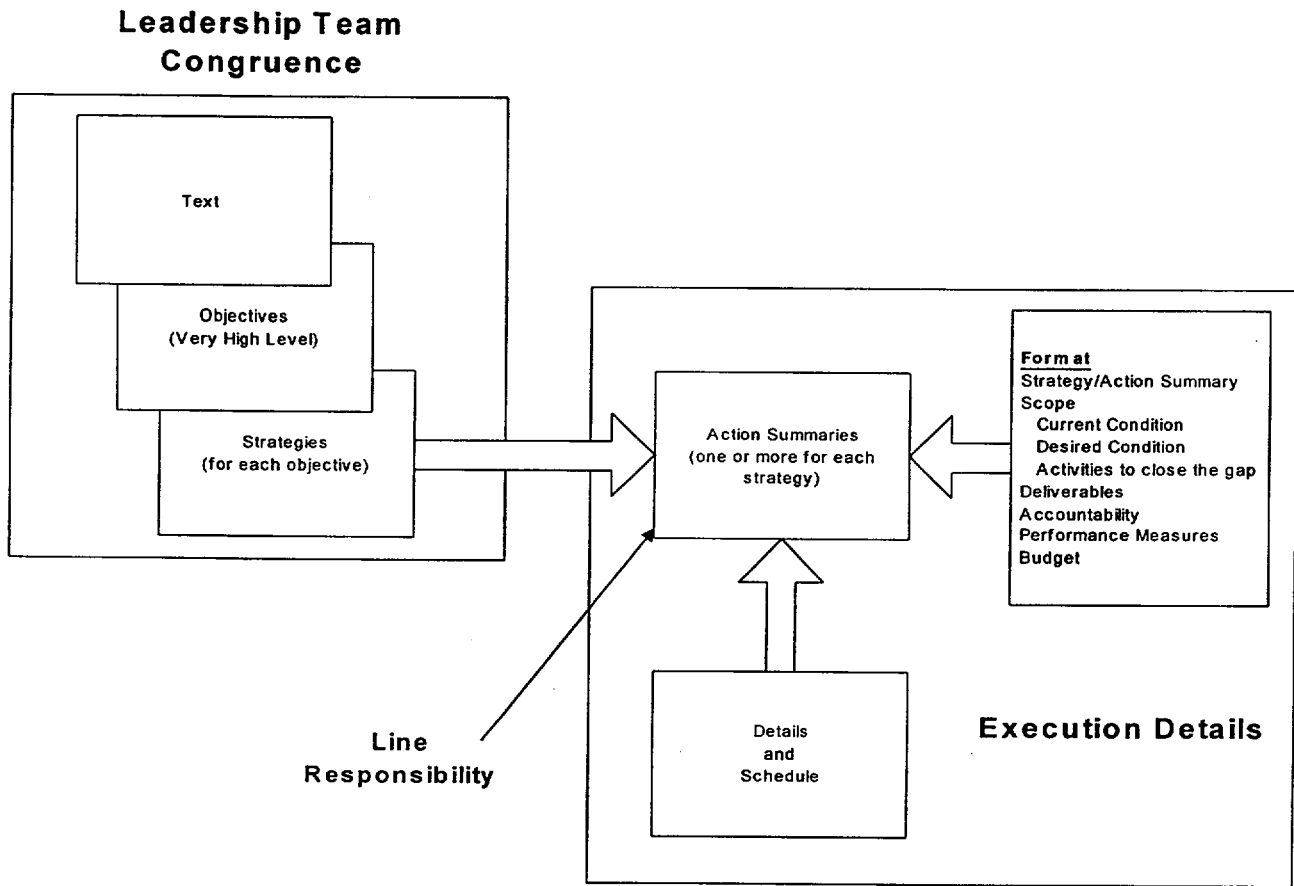 Leadership Team
Congruence
Text
Objectives
(Very High Level)
Strategies
(for each objective)
Action Summaries
(one or more for each
strategy)
Format
Strategy/Action Summary
Scope
Current Condition
Desired Condition
Activities to close the gap
Deliverables
Accountability
Performance Measures
Budget
Details
and
Schedule
Execution Details
Line
Responsibility